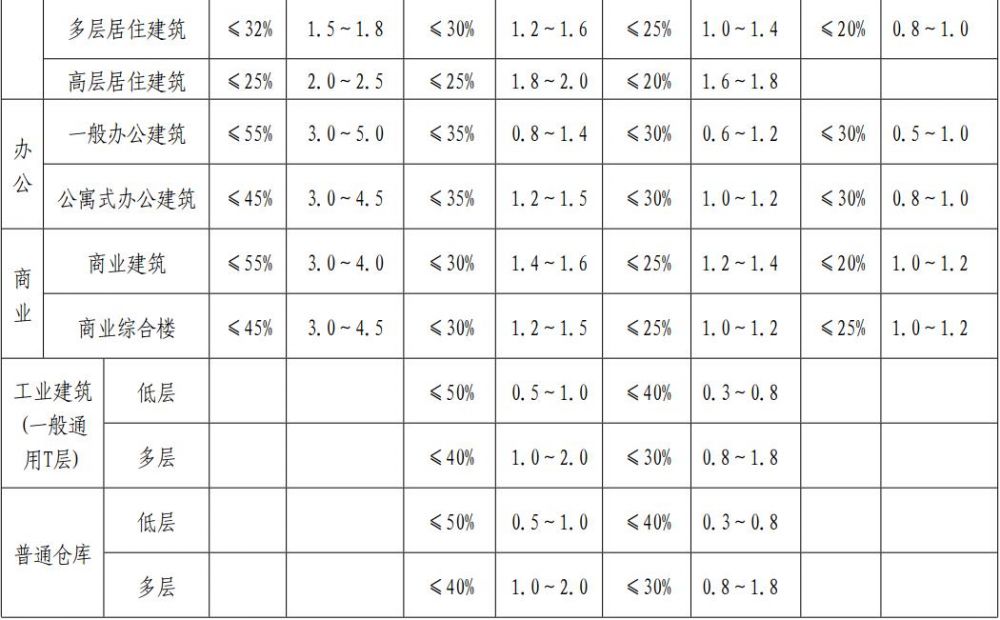 多层居住建筑 ≤32% 1.5~1.8 ≤30% 1.2~1.6 ≤25% 1.0~1.4 ≤20% 0.8~1.0
高层居住建筑 ≤25% 2.0~2.5 ≤25% 1.8~2.0 ≤20% 1.6~1.8
办公
一般办公建筑 ≤55% 3.0~5.0 ≤35% 0.8~1.4 ≤30% 0.6~1.2 ≤30% 0.5~1.0
公寓式办公建筑 ≤45% 3.0~4.5 ≤35% 1.2~1.5 ≤30% 1.0~1.2 ≤30% 0.8~1.0
商业
商业建筑 ≤55% 3.0~4.0 ≤30% 1.4~1.6 ≤25% 1.2~1.4 ≤20% 1.0~1.2
商业综合楼 ≤45% 3.0~4.5 ≤30% 1.2~1.5 ≤25% 1.0~1.2 ≤25% 1.0~1.2
工业建筑
(一般通
用T层)
低层 ≤50% 0.5~1.0 ≤40% 0.3~0.8
多层 ≤40% 1.0~2.0 ≤30% 0.8~1.8
普通仓库
低层 ≤50% 0.5~1.0 ≤40% 0.3~0.8
多层 ≤40% 1.0~2.0 ≤30% 0.8~1.8